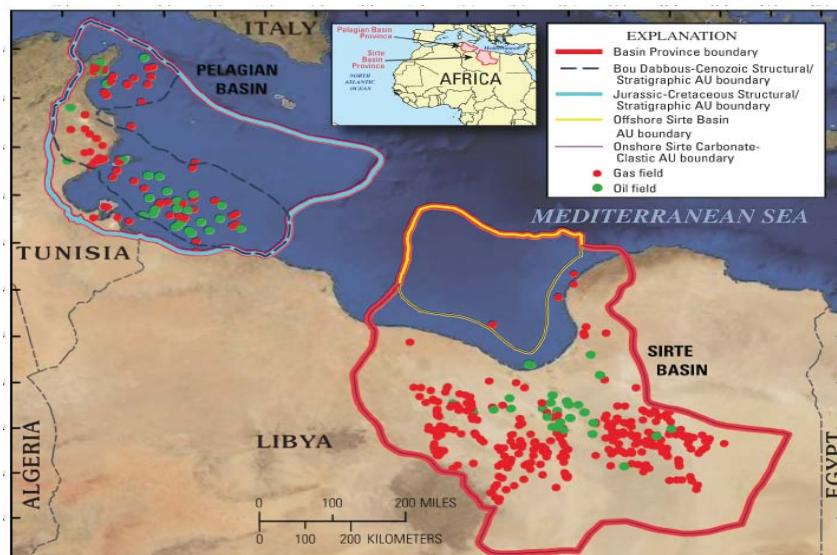 ITALY
PELAGIAN
BASIN
Pelagian Basin
Province
Sirte
Basin
Province
NORTH
ATLANTIC
OCEAN
AFRICA
EXPLANATION
Basin Province boundary
Bou Dabbous-Cenozoic Structural/
Stratigraphic AU boundary
Jurassic-Cretaceous Structural/
Stratigraphic AU boundary
Offshore Sirte Basin
AU boundary
Onshore Sirte Carbonate-
Clastic AU boundary
Gas field
Oil field
MEDITERRANEAN SEA
TUNISIA
SIRTE
BASIN
LIBYA
ALGERIA
EGYPT
0 100 200 MILES
0 100 200 KILOMETERS